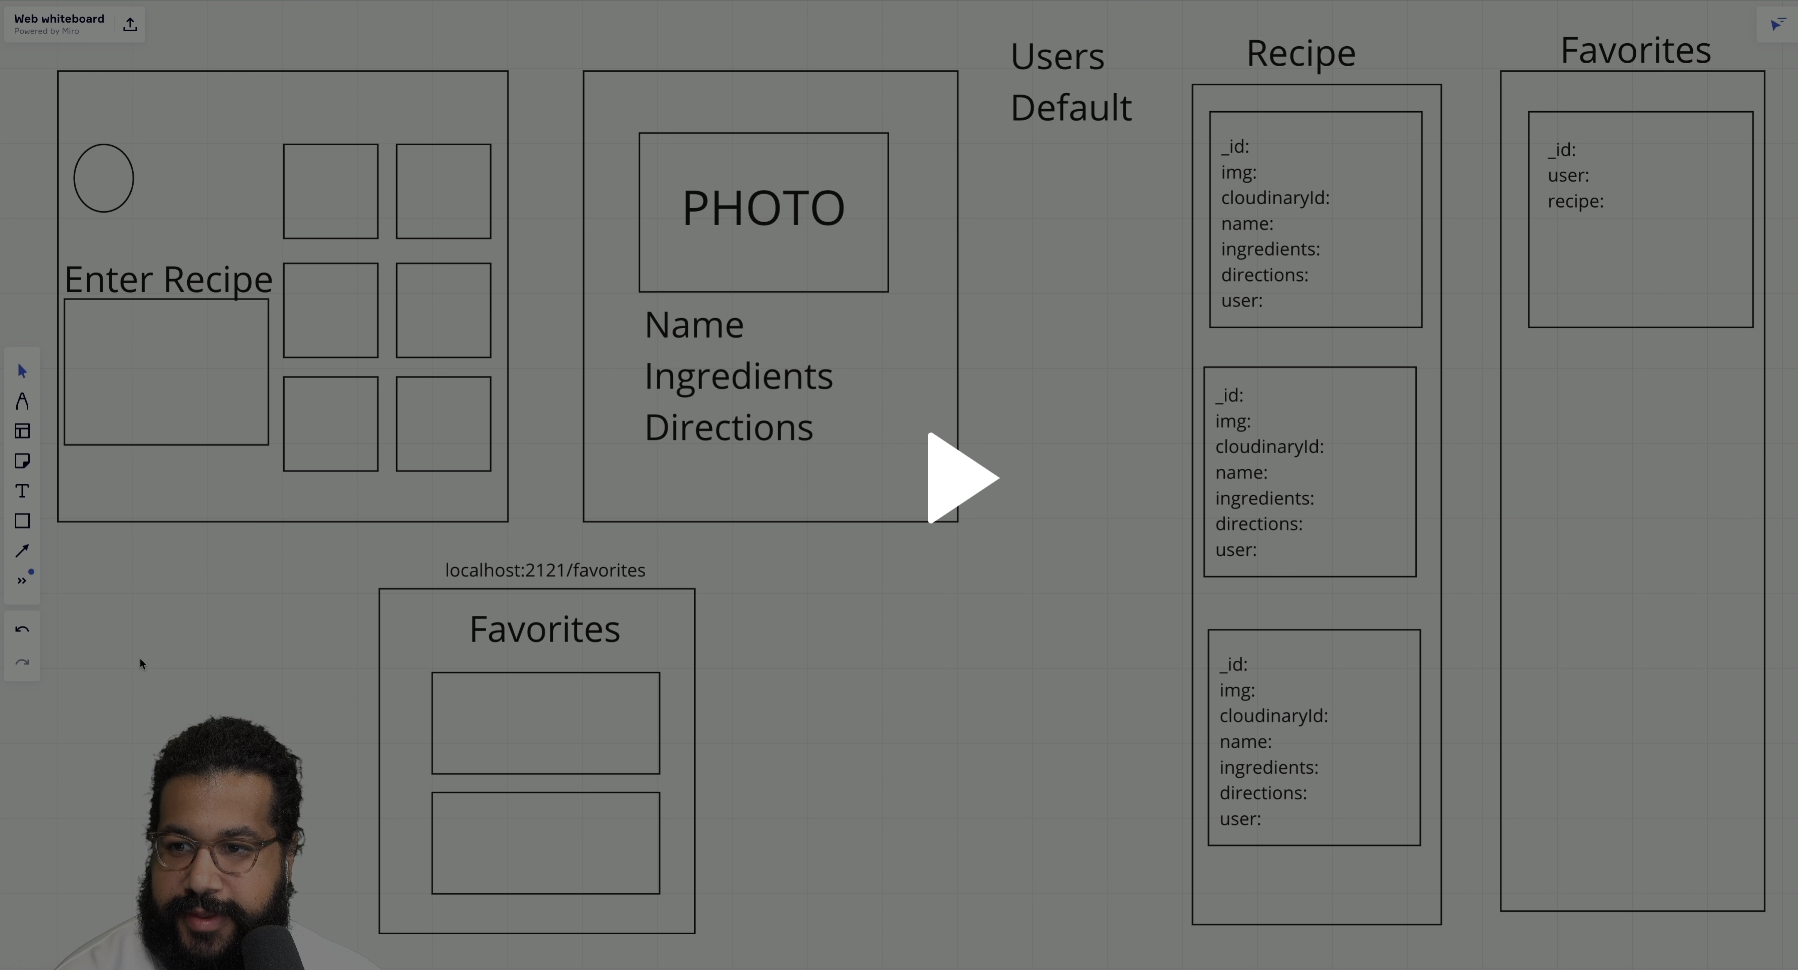 Web whiteboard
Powered by Miro
Enter Recipe
PHOTO
Name
Ingredients
Directions
localhost:2121/favorites
Favorites
Users
Default
Recipe
_id:
img:
cloudinaryId:
name:
ingredients:
directions:
user:
_id:
img:
cloudinaryId:
name:
ingredients:
directions:
user:
_id:
img:
cloudinaryId:
name:
ingredients:
directions:
user:
Favorites
_id:
user:
recipe: